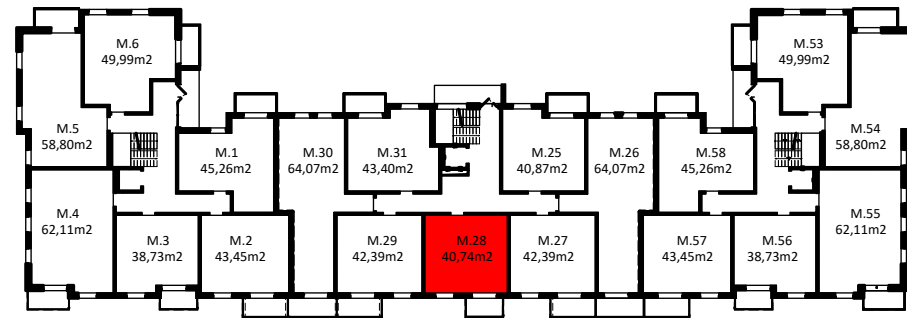 M.6
49,99m2
M.53
49,99m2
M.5
58,80m2
M.54
58,80m2
M.1
45,26m2
M.30
64,07m2
M.31
43,40m2
M.25
40,87m2
M.26
64,07m2
M.58
45,26m2
M.4
62,11m2
M.55
62,11m2
M.3
38,73m2
M.2
43,45m2
M.29
42,39m2
M.28
40,74m2
M.27
42,39m2
M.57
43,45m2
M.56
38,73m2